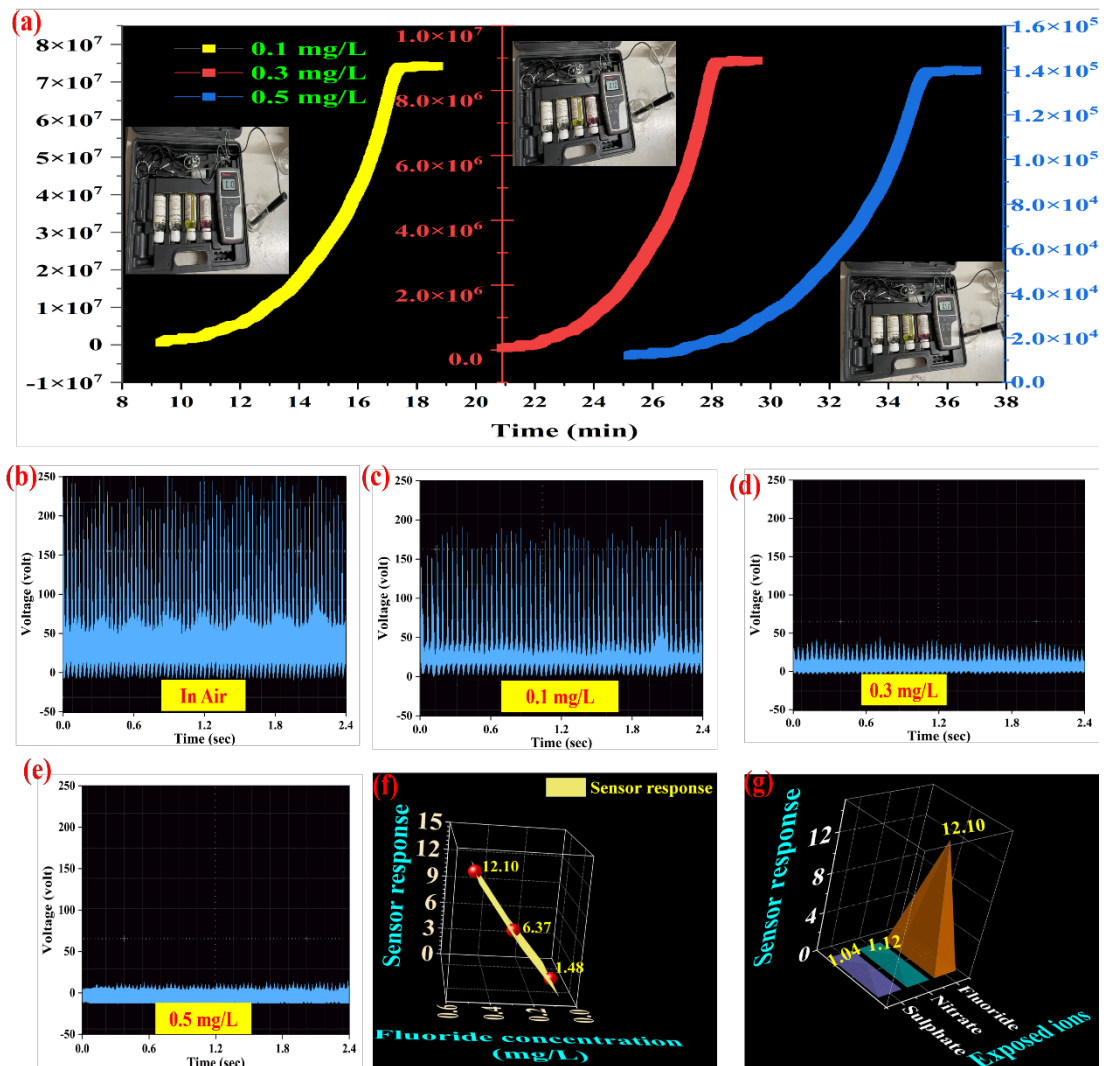 (a)
8×10⁷
7×10⁷
6×10⁷
5×10⁷
4×10⁷
3×10⁷
2×10⁷
1×10⁷
0
−1×10⁷
0.1 mg/L
0.3 mg/L
0.5 mg/L
1.0×10⁷
8.0×10⁶
6.0×10⁶
4.0×10⁶
2.0×10⁶
0.0
1.6×10⁵
1.4×10⁵
1.2×10⁵
1.0×10⁵
8.0×10⁴
6.0×10⁴
4.0×10⁴
2.0×10⁴
0.0
8 10 12 14 16 18 20 22 24 26 28 30 32 34 36 38
Time (min)
(b)
Voltage (volt)
250
200
150
100
50
0
-50
In Air
0.0 0.6 1.2 1.8 2.4
Time (sec)
(c)
Voltage (volt)
250
200
150
100
50
0
-50
0.1 mg/L
0.0 0.6 1.2 1.8 2.4
Time (sec)
(d)
Voltage (volt)
250
200
150
100
50
0
-50
0.3 mg/L
0.0 0.6 1.2 1.8 2.4
Time (sec)
(e)
Voltage (volt)
250
200
150
100
50
0
-50
0.5 mg/L
0.0 0.6 1.2 1.8 2.4
Time (sec)
(f)
Sensor response
Sensor response
15
12
9
6
3
0
12.10
6.37
1.48
0.6 0.4 0.2 0.0
Fluoride concentration
(mg/L)
(g)
Sensor response
12
8
4
0
12.10
1.12
1.04
Fluoride
Nitrate
Sulphate
Exposed ions